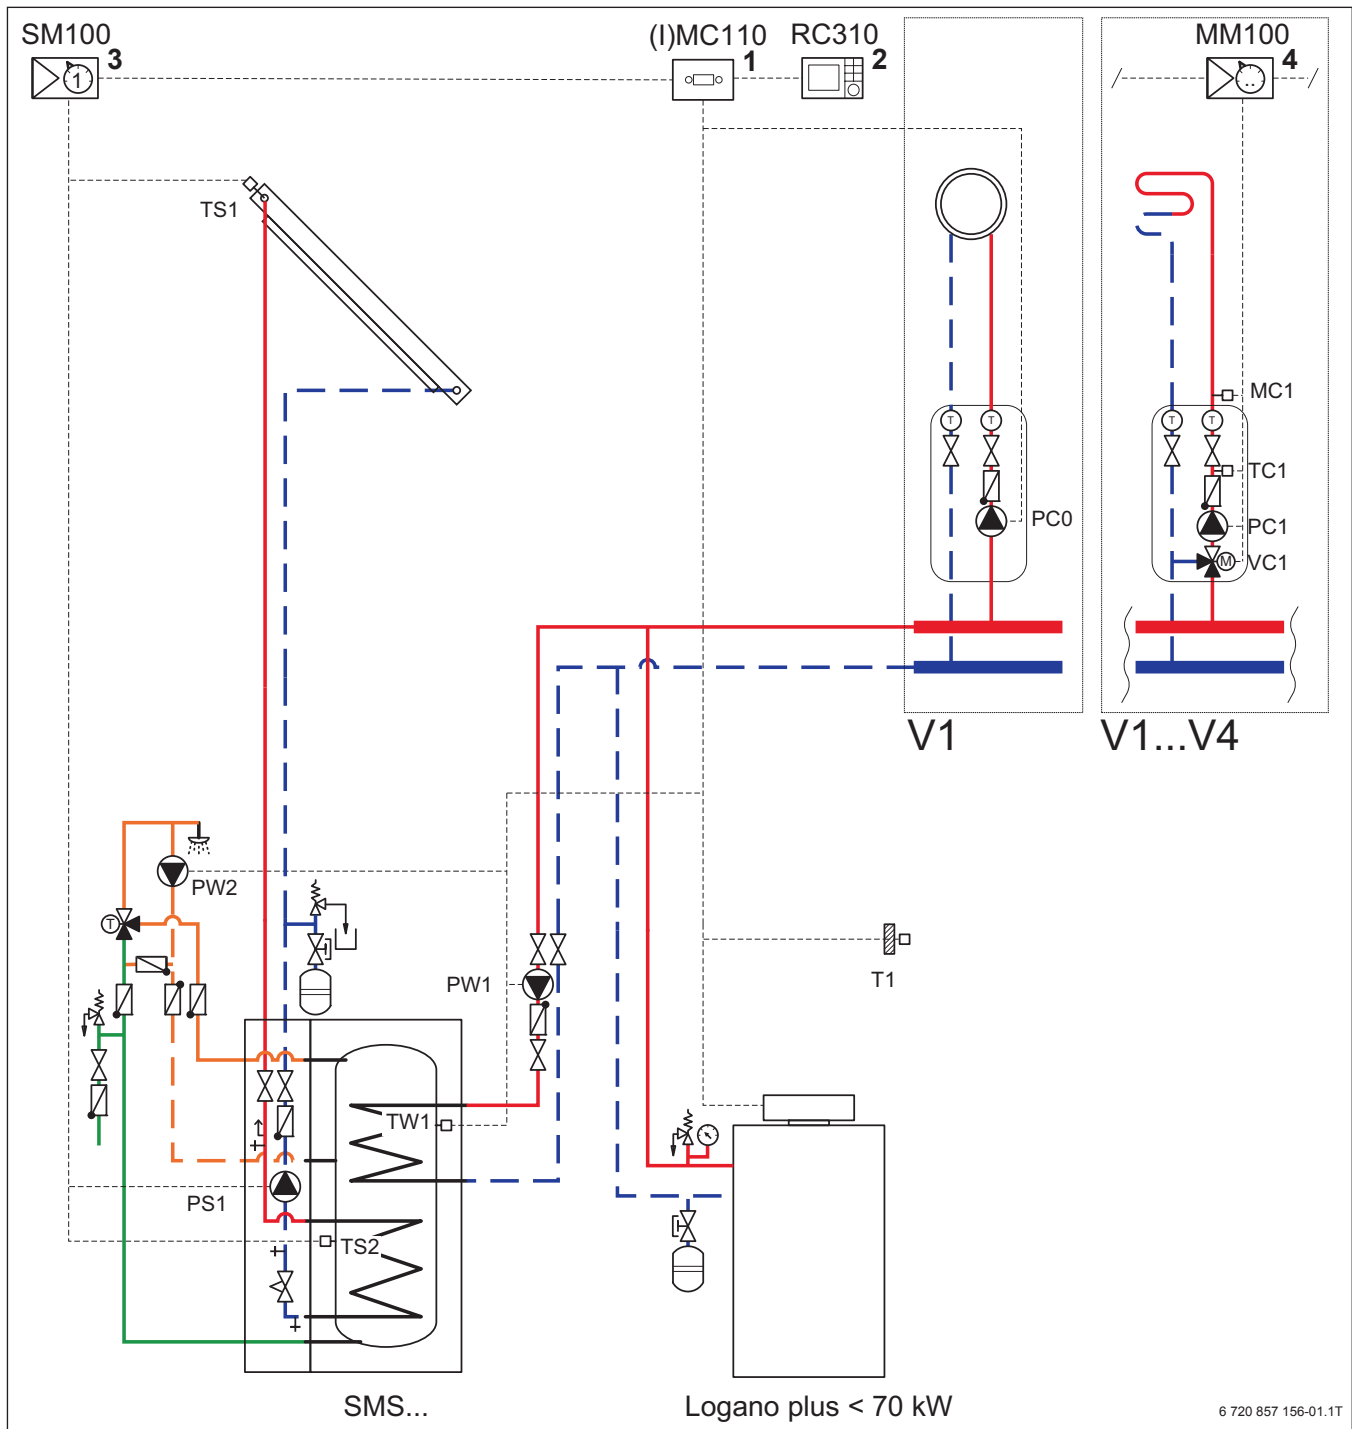 SM100
3
(I)MC110
1
RC310
2
MM100
4
1
TS1
T
T
T
T
MC1
TC1
PC0
PC1
M
VC1
V1
V1...V4
PW2
T
PW1
T1
TW1
PS1
TS2
SMS...
Logano plus < 70 kW
6 720 857 156-01.1T